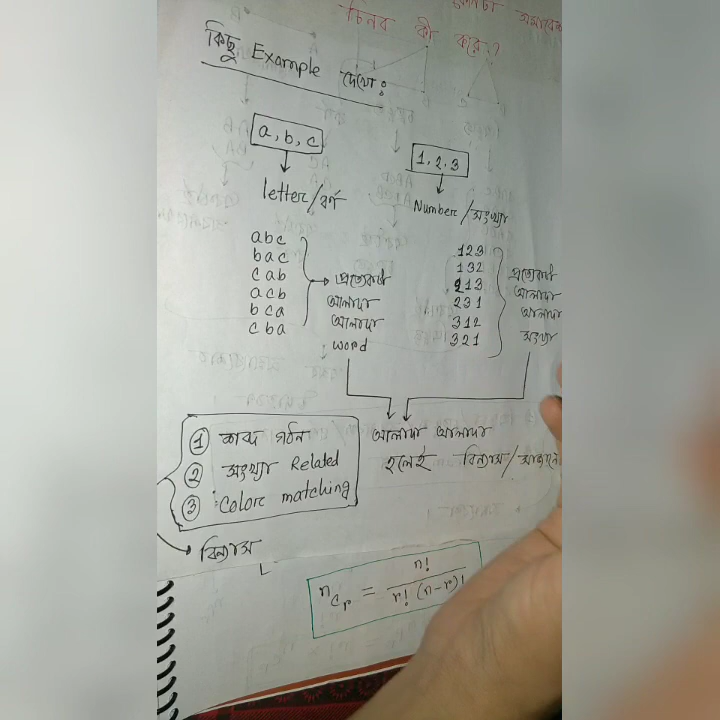 চিনব কী করে?
কিছু Example দেখো:
a, b, c
letter/বর্ণ
abc
bac
cab
acb
bca
cba
প্রত্যেকটি
আলাদা
আলাদা
word
1, 2, 3
Number/সংখ্যা
123
132
213
231
312
321
প্রত্যেকটি
আলাদা
আলাদা
সংখ্যা
আলাদা আলাদা
হলেই বিন্যাস/
① শব্দ গঠন
② সংখ্যা Related
③ Color matching
বিন্যাস
nCr = n! / r! (n-r)!